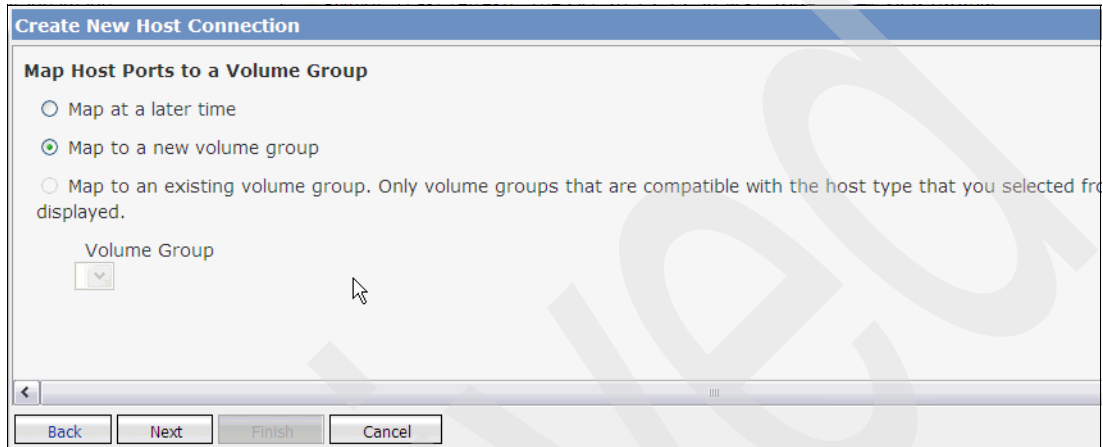 Create New Host Connection
Map Host Ports to a Volume Group
Map at a later time
Map to a new volume group
Map to an existing volume group. Only volume groups that are compatible with the host type that you selected
displayed.
Volume Group
Back Next Finish Cancel